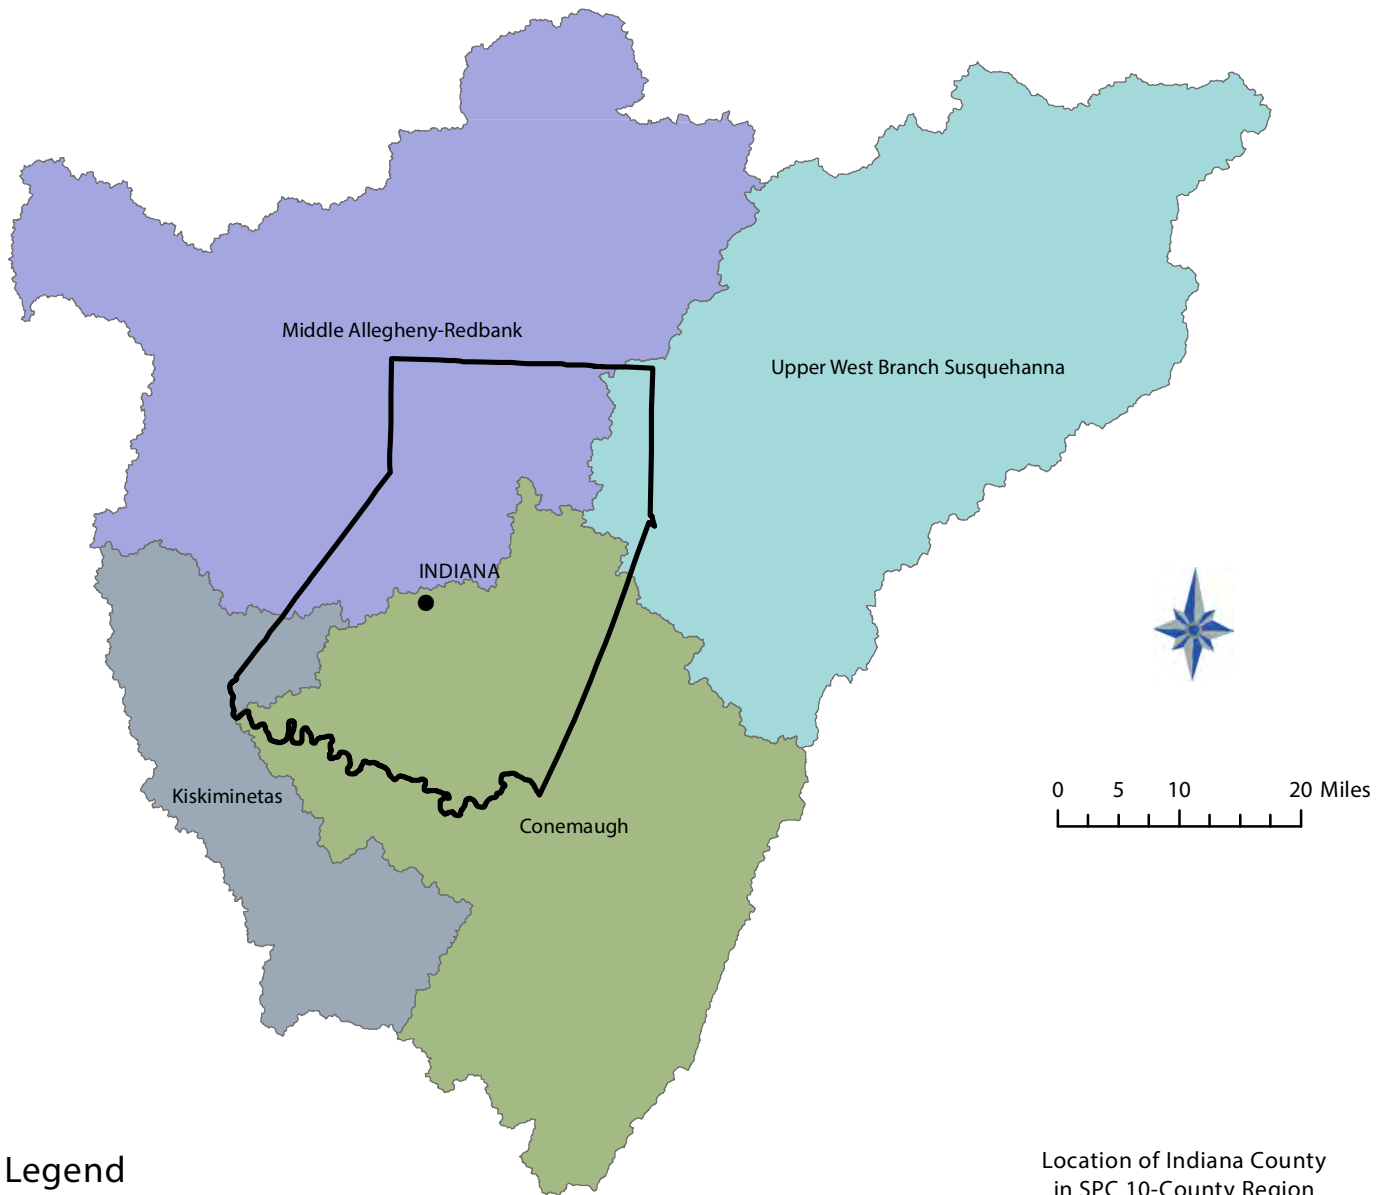 Middle Allegheny-Redbank
Upper West Branch Susquehanna
INDIANA
Kiskiminetas
Conemaugh
0 5 10 20 Miles
Legend
Location of Indiana County
in SPC 10-County Region